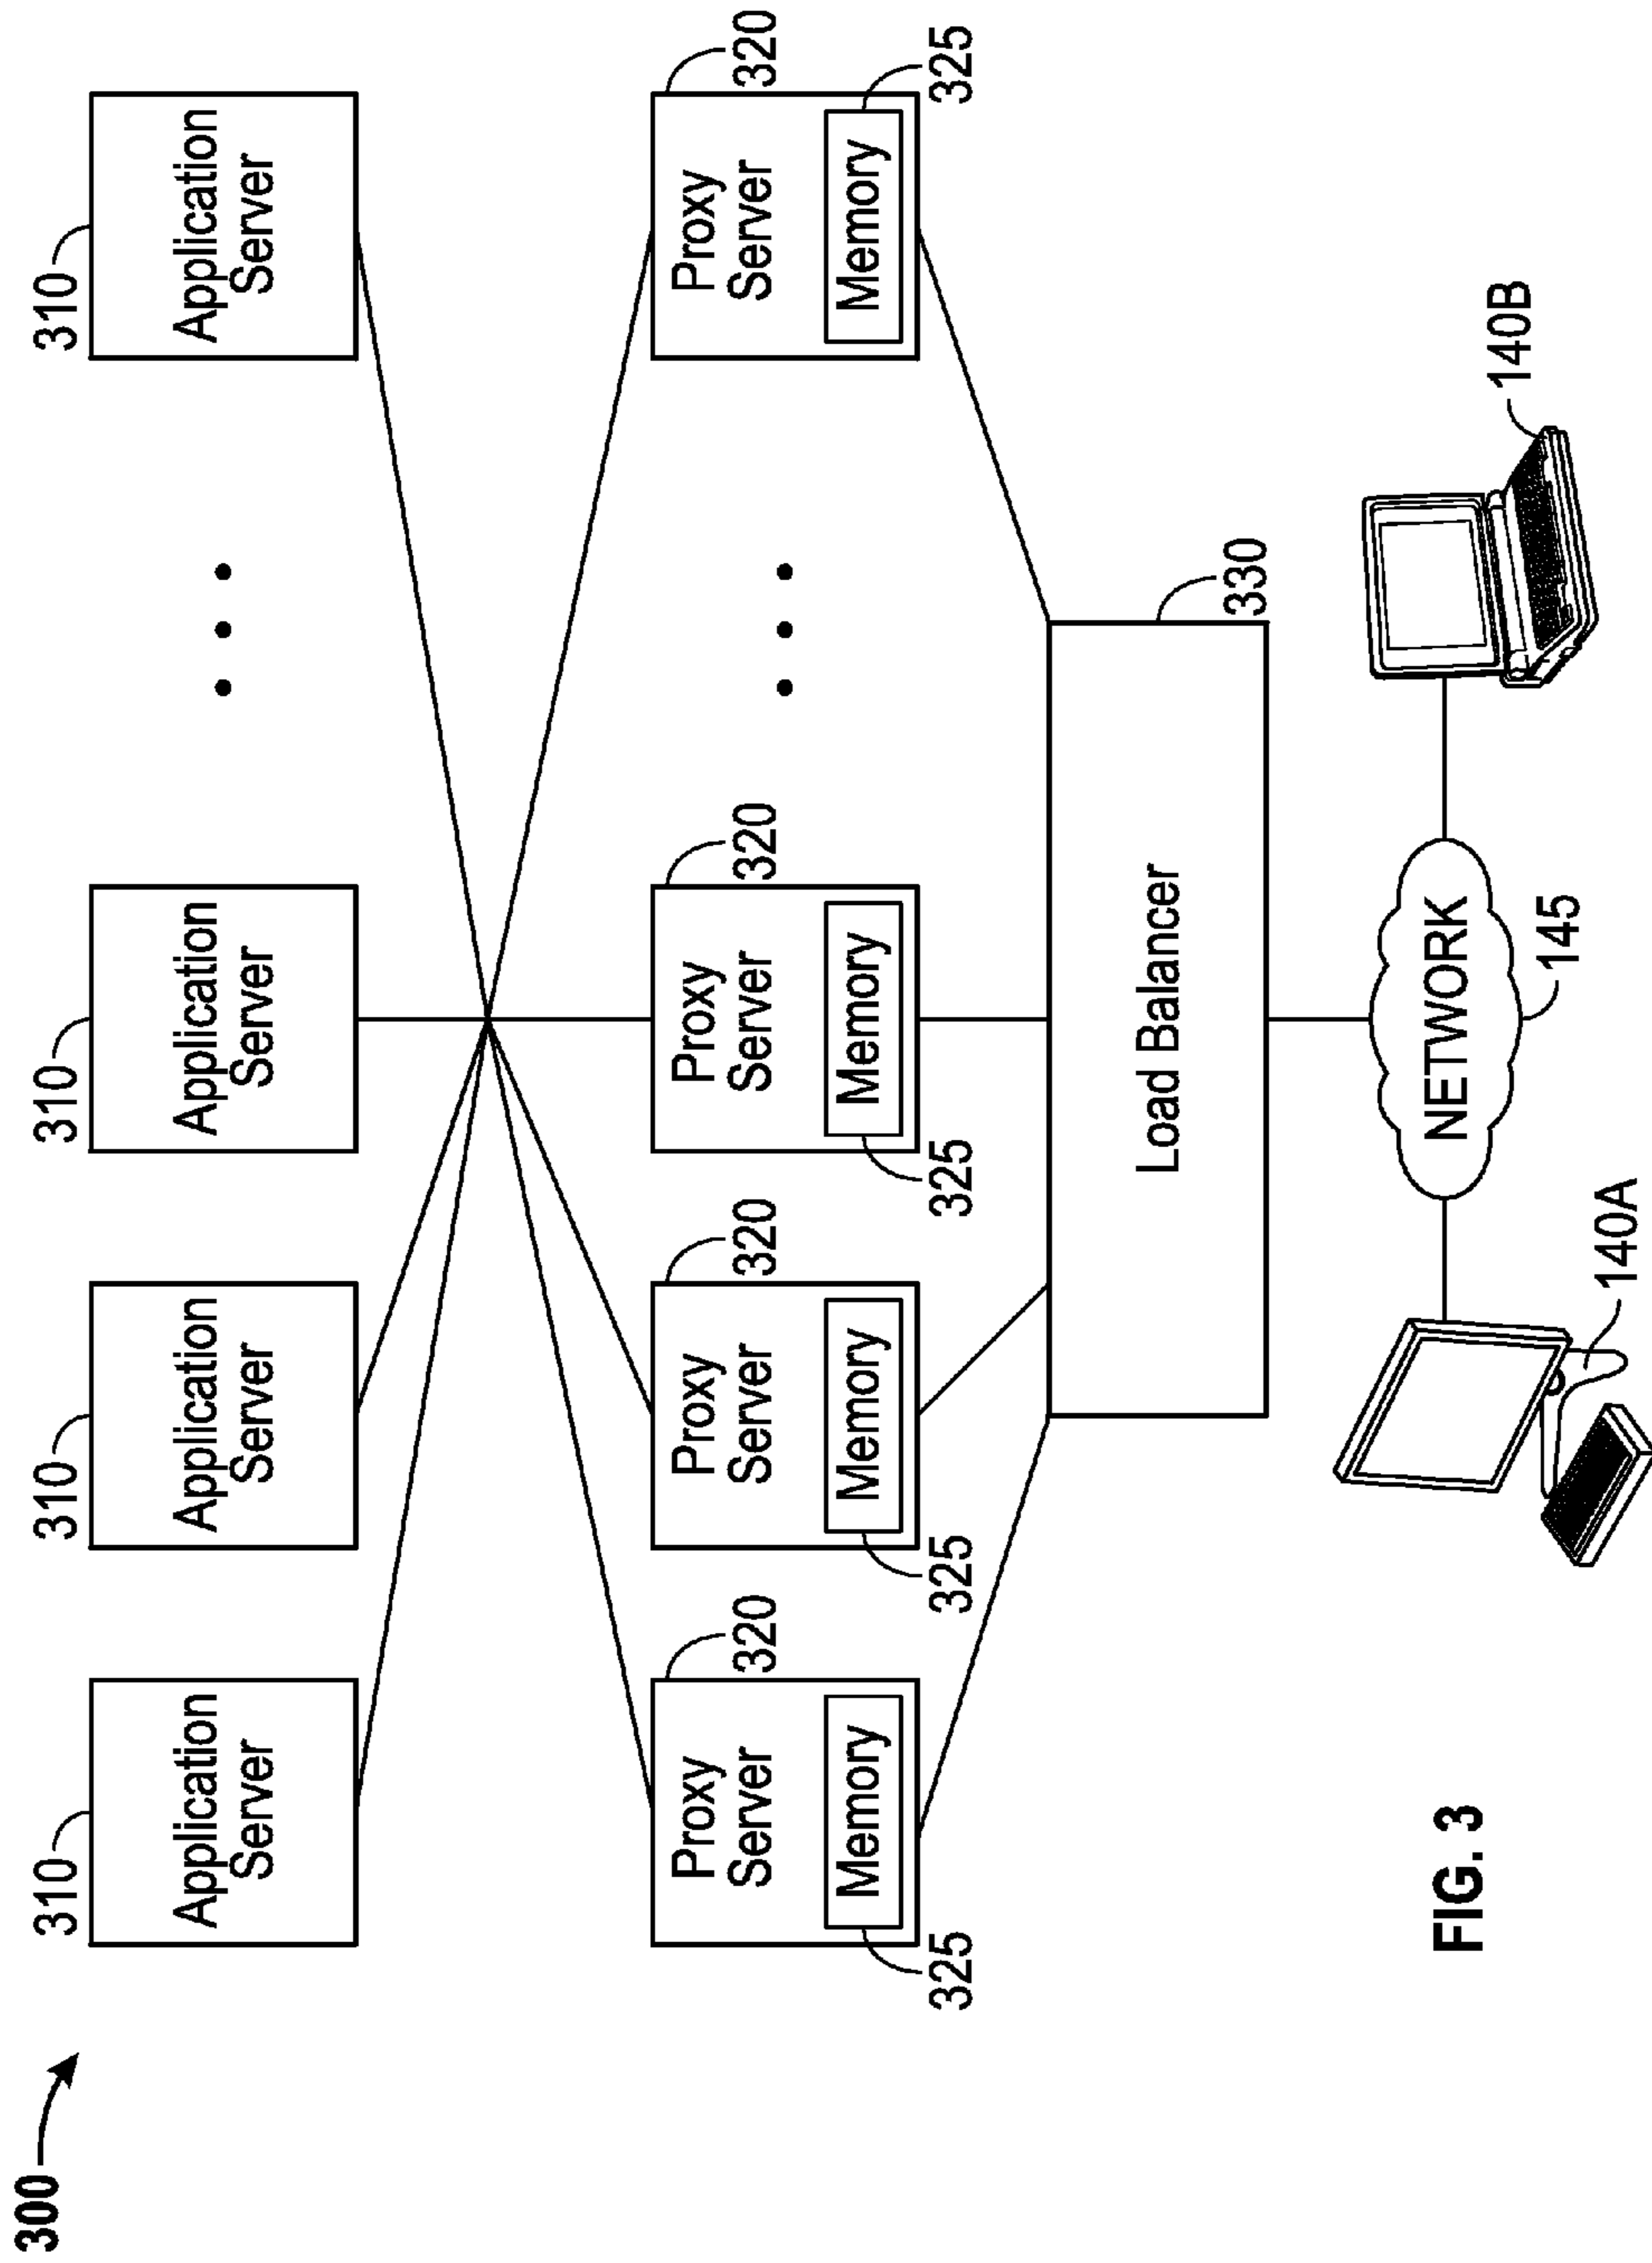 300
310
310
310
310
Application
Server
Application
Server
Application
Server
Application
Server
320
320
320
320
Proxy
Server
Memory
Proxy
Server
Memory
Proxy
Server
Memory
Proxy
Server
Memory
325
325
325
325
Load Balancer
330
NETWORK
145
140A
140B
FIG. 3